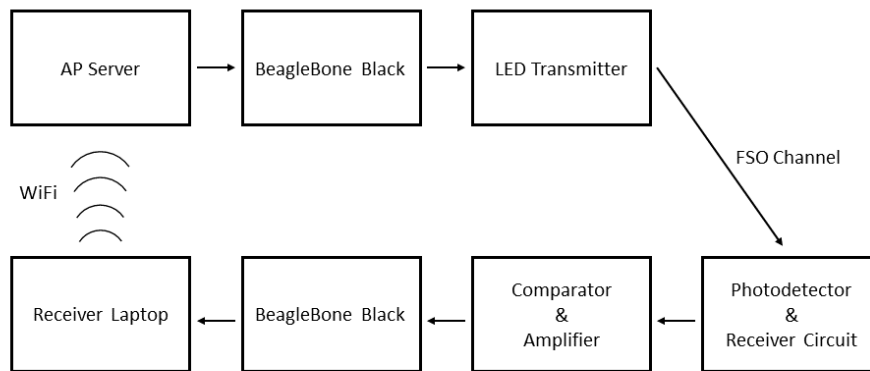 AP Server
BeagleBone Black
LED Transmitter
FSO Channel
WiFi
Receiver Laptop
BeagleBone Black
Comparator
&
Amplifier
Photodetector
&
Receiver Circuit